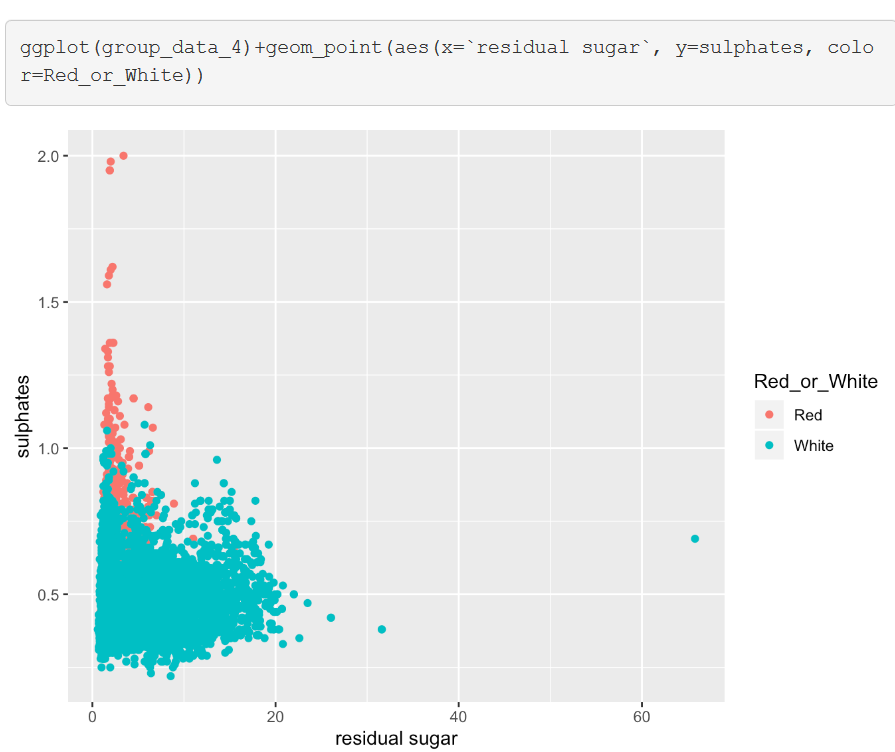 ggplot(group_data_4)+geom_point(aes(x=`residual sugar`, y=sulphates, colo
r=Red_or_White))
2.0
1.5
1.0
0.5
sulphates
0 20 40 60
residual sugar
Red_or_White
Red
White